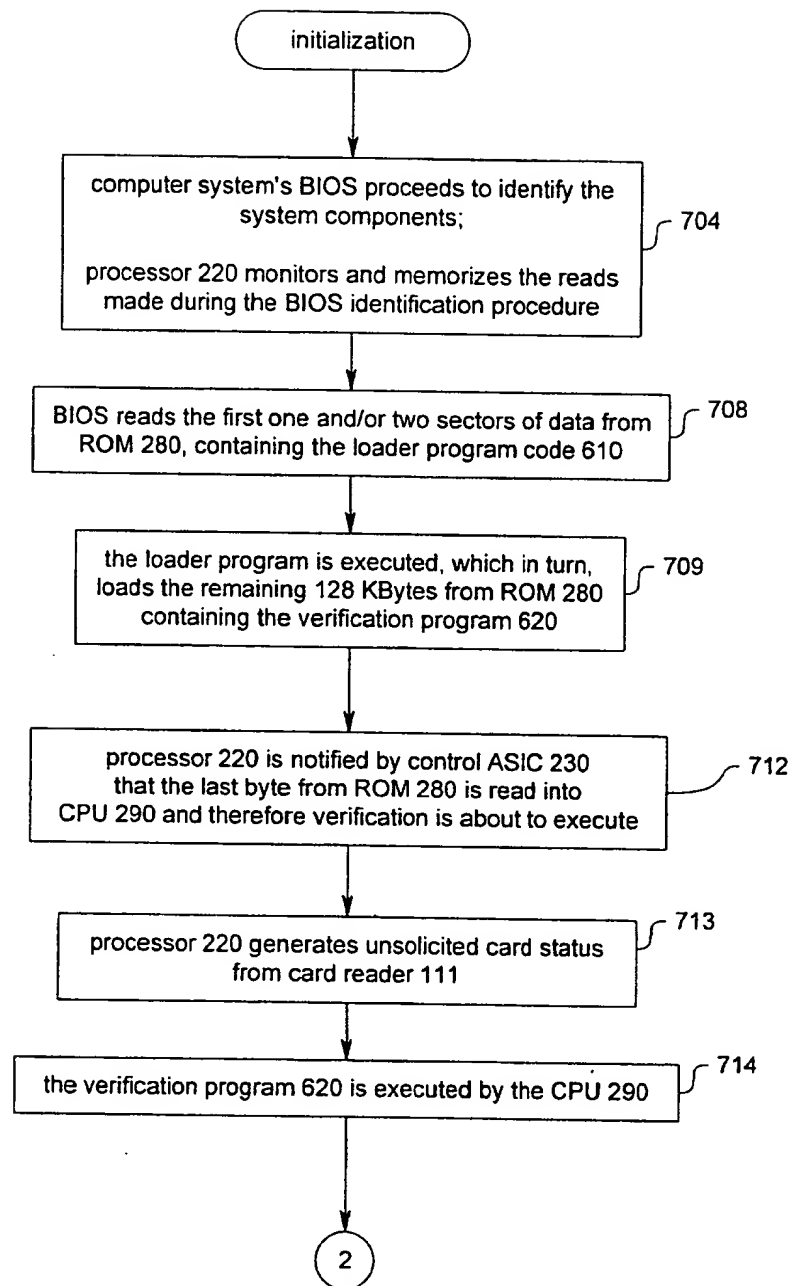 initialization
computer system's BIOS proceeds to identify the
system components;
processor 220 monitors and memorizes the reads
made during the BIOS identification procedure
704
BIOS reads the first one and/or two sectors of data from
ROM 280, containing the loader program code 610
708
the loader program is executed, which in turn,
loads the remaining 128 KBytes from ROM 280
containing the verification program 620
709
processor 220 is notified by control ASIC 230
that the last byte from ROM 280 is read into
CPU 290 and therefore verification is about to execute
712
processor 220 generates unsolicited card status
from card reader 111
713
the verification program 620 is executed by the CPU 290
714
2